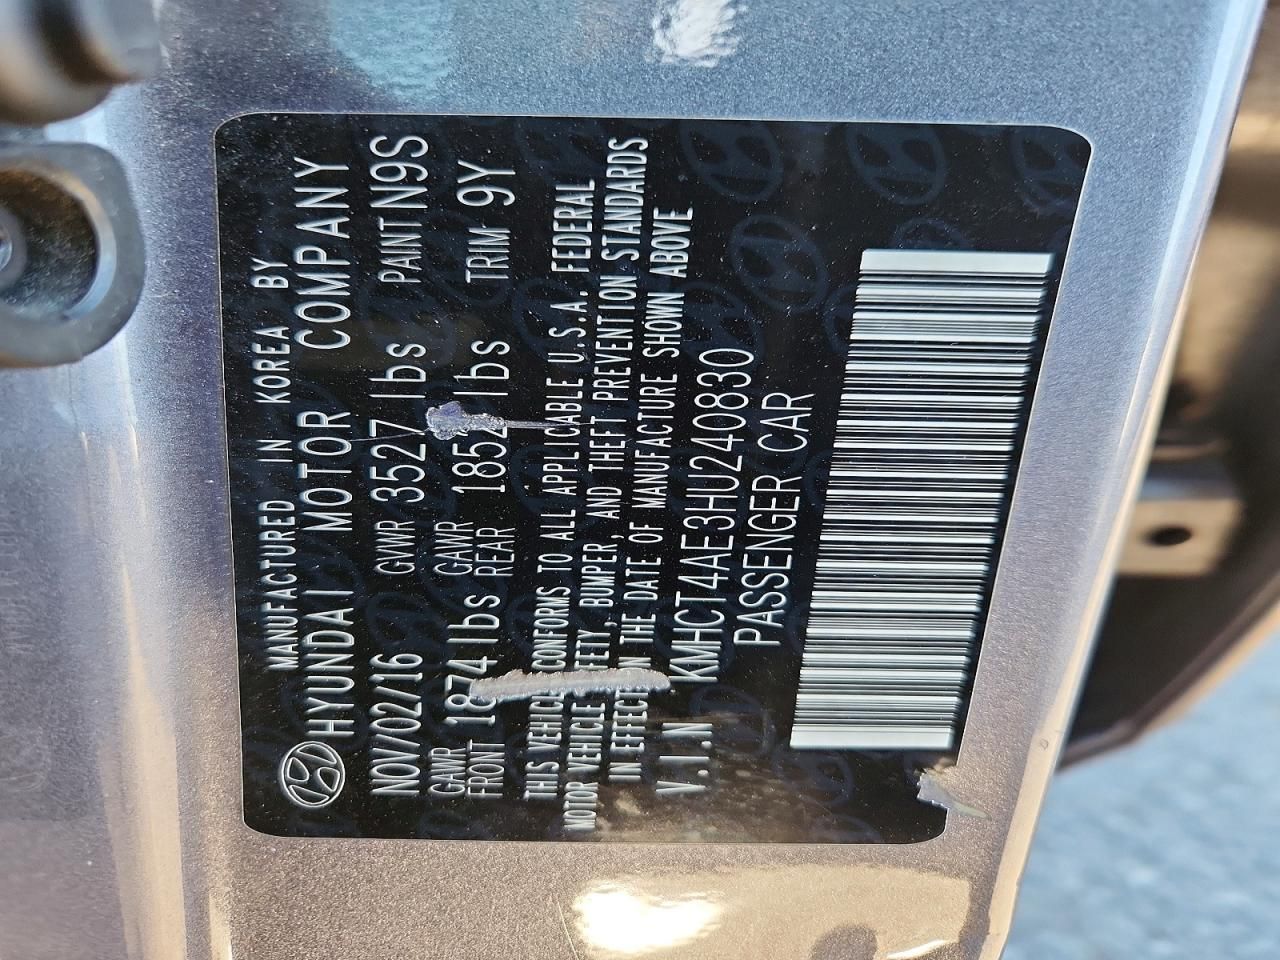 MANUFACTURED IN KOREA BY
HYUNDAI MOTOR COMPANY
NOV/02/16 GVWR 3527 lbs PAINT N9S
GAWR FRONT 1874 lbs GAWR REAR 1852 lbs TRIM 9Y
THIS VEHICLE CONFORMS TO ALL APPLICABLE U.S.A. FEDERAL
MOTOR VEHICLE SAFETY, BUMPER, AND THEFT PREVENTION STANDARDS
IN EFFECT ON THE DATE OF MANUFACTURE SHOWN ABOVE
V.I.N KMHCT4AE3HU240830
PASSENGER CAR